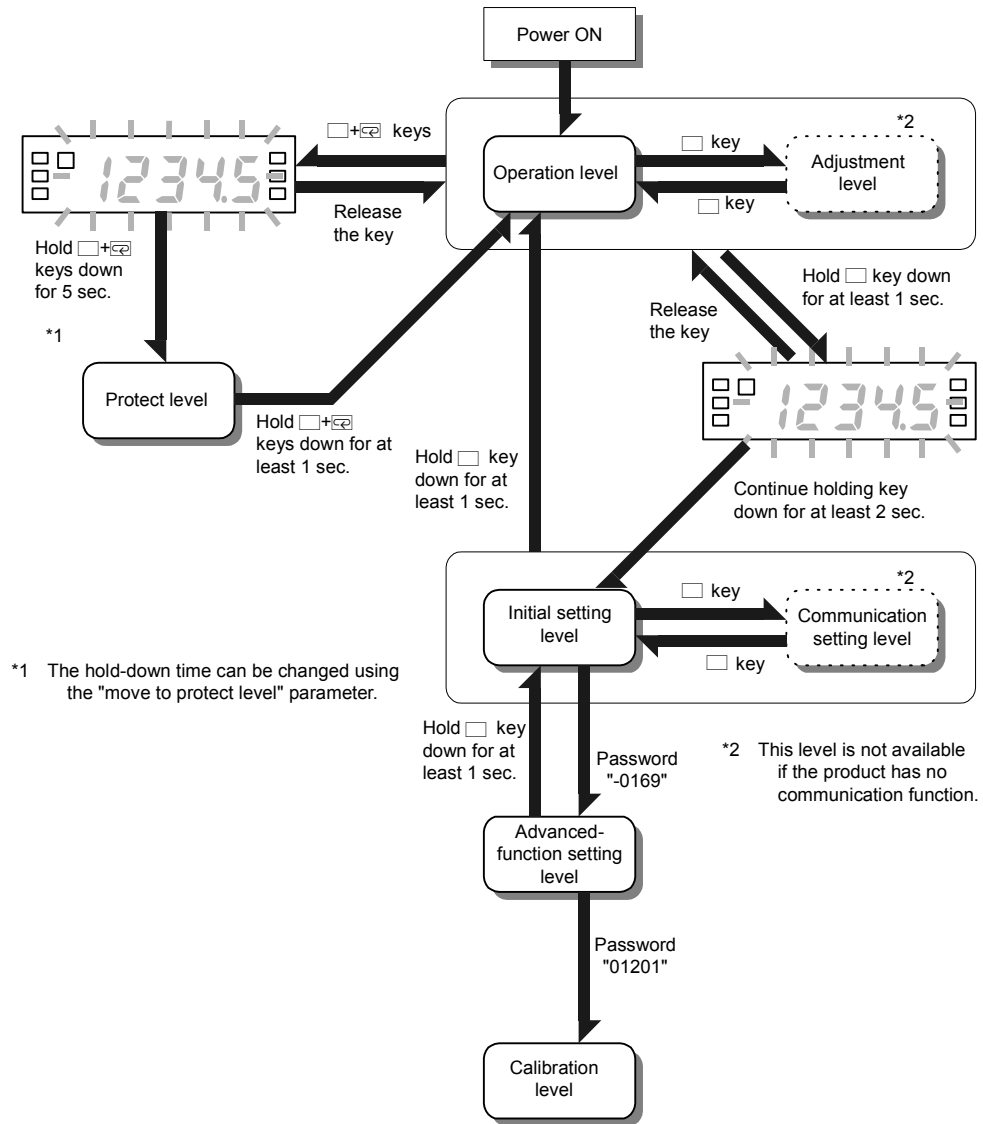 Power ON
+ keys
Operation level
key
key
*2
Adjustment
level
1234.5
Release
the key
Hold + 
keys down
for 5 sec.
*1
Protect level
Hold + 
keys down for at
least 1 sec.
Hold key
down for at
least 1 sec.
Release
the key
Hold key down
for at least 1 sec.
1234.5
Continue holding key
down for at least 2 sec.
Initial setting
level
key
key
*2
Communication
setting level
*1 The hold-down time can be changed using
the "move to protect level" parameter.
Hold key
down for at
least 1 sec.
Password
"-0169"
*2 This level is not available
if the product has no
communication function.
Advanced-
function setting
level
Password
"01201"
Calibration
level